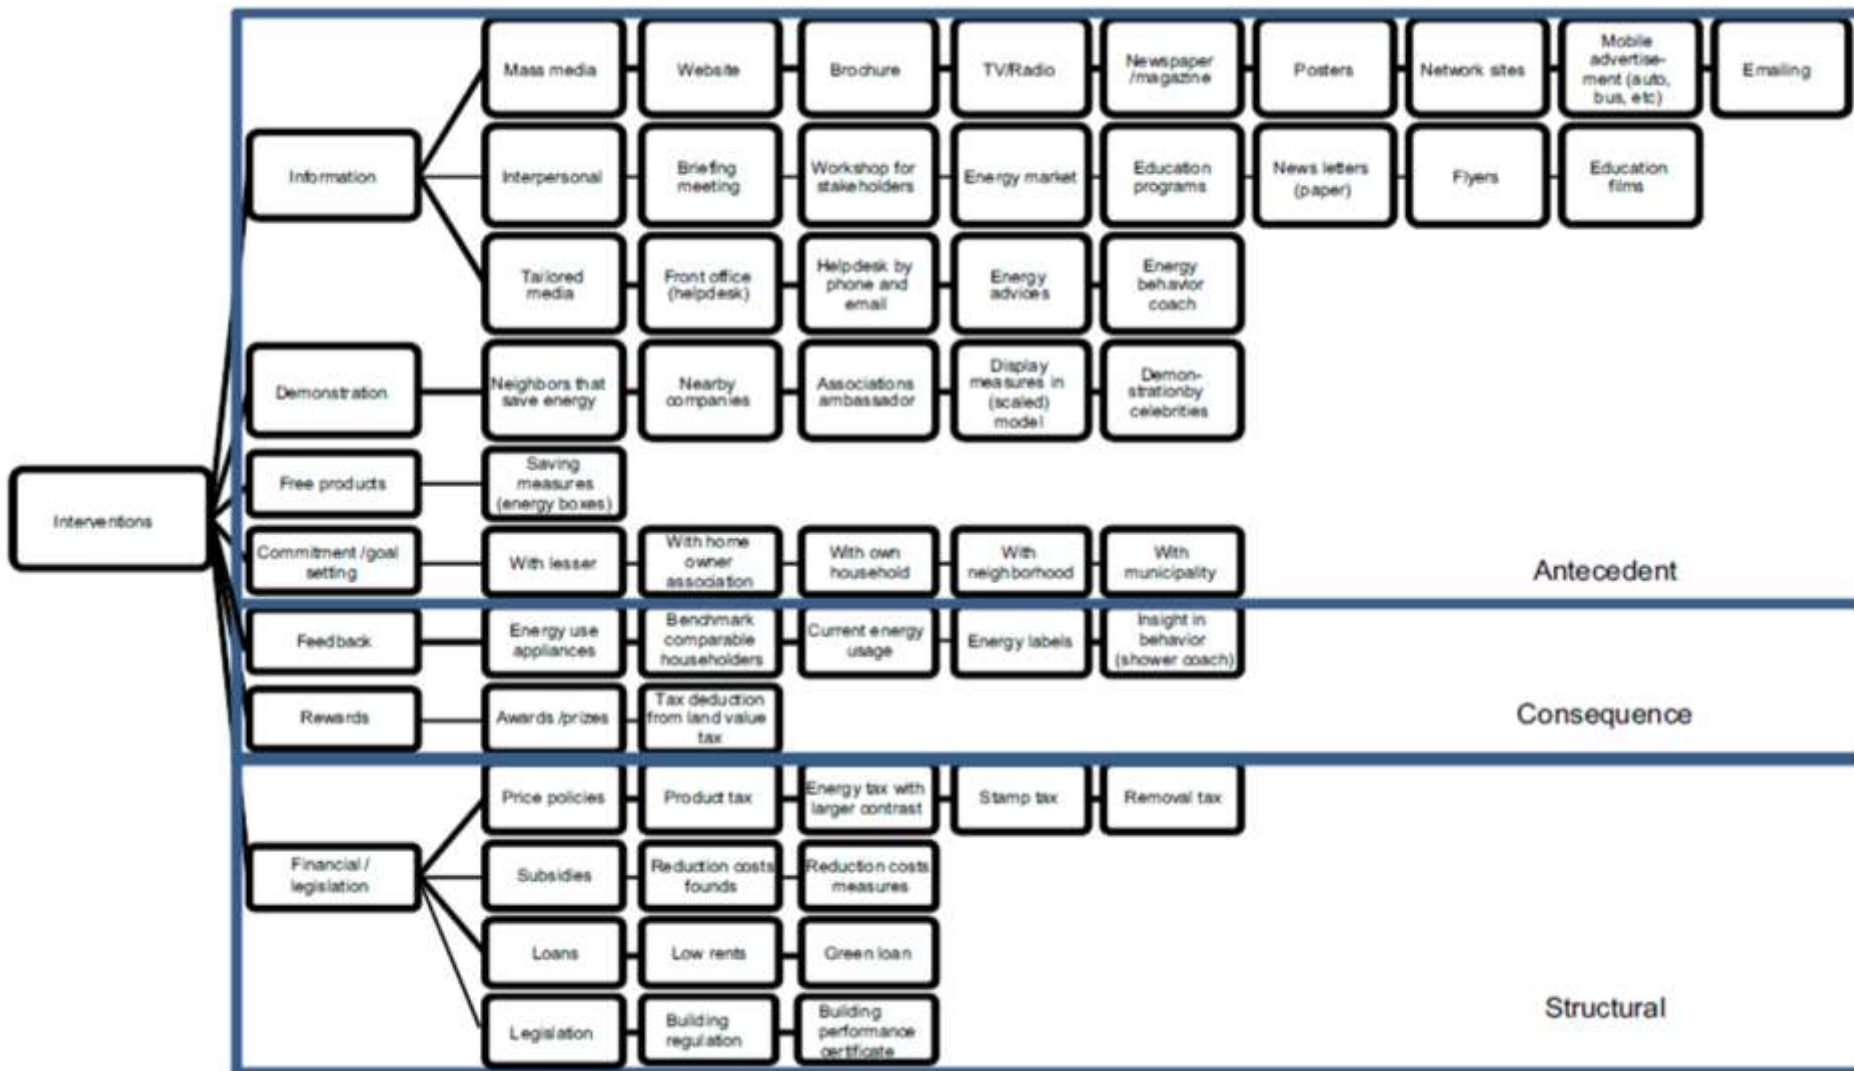 Mass media
Website
Brochure
TV/Radio
Newspaper
/magazine
Posters
Network sites
Mobile
advertise-
ment (auto,
bus, etc)
Emailing
Information
Interpersonal
Briefing
meeting
Workshop for
stakeholders
Energy market
Education
programs
News letters
(paper)
Flyers
Education
films
Tailored
media
Front office
(helpdesk)
Helpdesk by
phone and
email
Energy
advices
Energy
behavior
coach
Demonstration
Neighbors that
save energy
Nearby
companies
Associations
ambassador
Display
measures in
(scaled)
model
Demon-
strationby
celebrities
Free products
Saving
measures
(energy boxes)
Interventions
Commitment /goal
setting
With lesser
With home
owner
association
With own
household
With
neighborhood
With
municipality
Antecedent
Feedback
Energy use
appliances
Benchmark
comparable
householders
Current energy
usage
Energy labels
Insight in
behavior
(shower coach)
Rewards
Awards /prizes
Tax deduction
from land value
tax
Consequence
Price policies
Product tax
Energy tax with
larger contrast
Stamp tax
Removal tax
Financial /
legislation
Subsidies
Reduction costs
founds
Reduction costs
measures
Loans
Low rents
Green loan
Legislation
Building
regulation
Building
performance
certificate
Structural